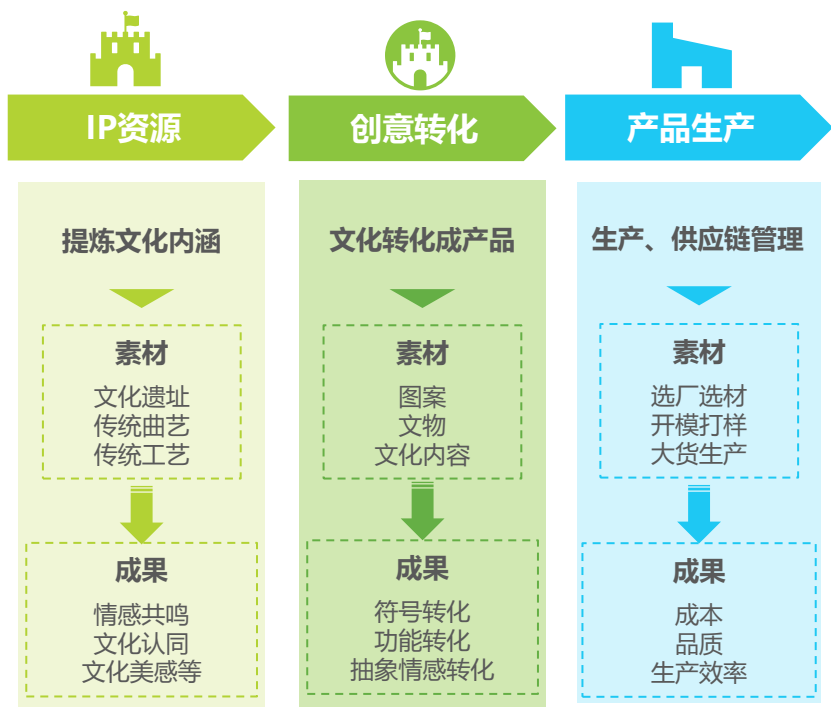 IP资源
提炼文化内涵
素材
文化遗址
传统曲艺
传统工艺
成果
情感共鸣
文化认同
文化美感等
创意转化
文化转化成产品
素材
图案
文物
文化内容
成果
符号转化
功能转化
抽象情感转化
产品生产
生产、供应链管理
素材
选厂选材
开模打样
大货生产
成果
成本
品质
生产效率